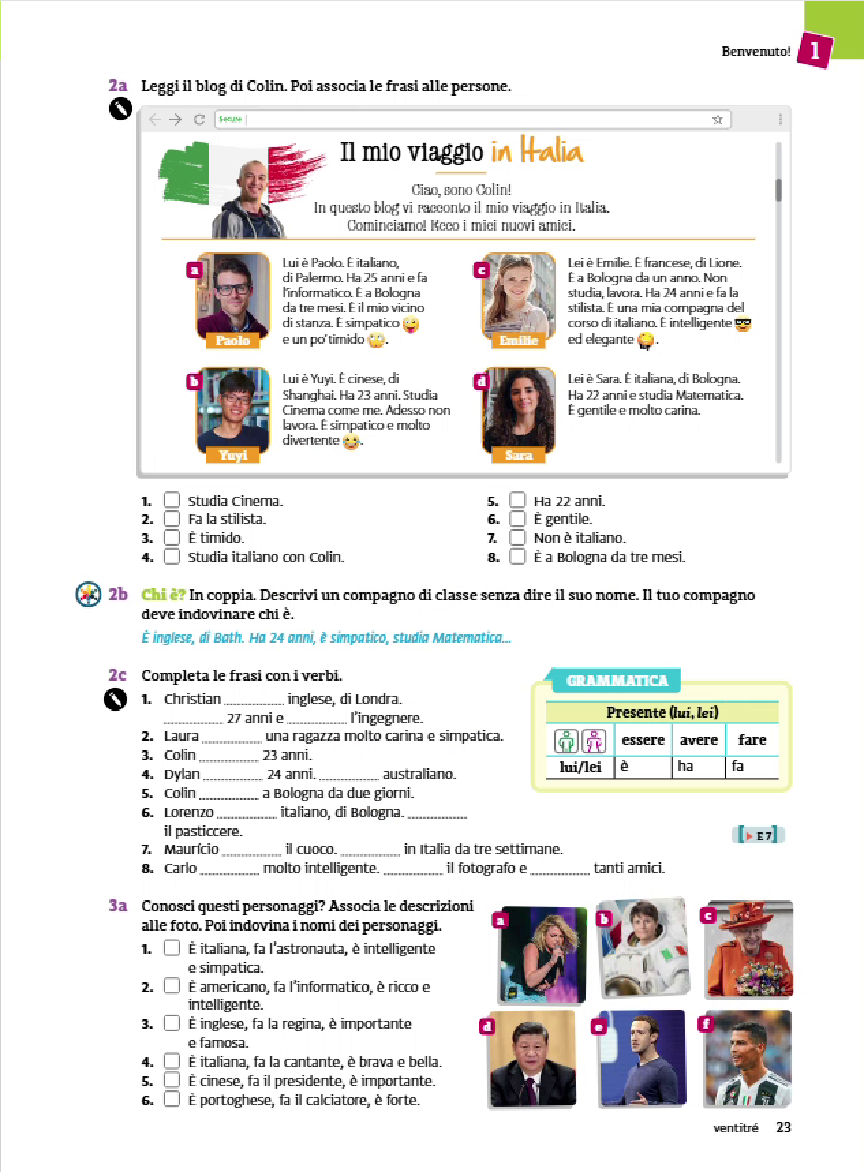 Benvenuto! 1
2a Leggi il blog di Colin. Poi associa le frasi alle persone.
Secure
Il mio viaggio in Italia
Ciao, sono Colin!
In questo blog vi racconto il mio viaggio in Italia.
Cominciamo! Ecco i miei nuovi amici.
a
Paolo
Lui è Paolo. È italiano,
di Palermo. Ha 25 anni e fa
l'informatico. È a Bologna
da tre mesi. È il mio vicino
di stanza. È simpatico
e un po' timido .
c
Emilie
Lei è Emilie. È francese, di Lione.
È a Bologna da un anno. Non
studia, lavora. Ha 24 anni e fa la
stilista. È una mia compagna del
corso di italiano. È intelligente
ed elegante .
b
Yuyi
Lui è Yuyi. È cinese, di
Shanghai. Ha 23 anni. Studia
Cinema come me. Adesso non
lavora. È simpatico e molto
divertente .
d
Sara
Lei è Sara. È italiana, di Bologna.
Ha 22 anni e studia Matematica.
È gentile e molto carina.
1. Studia Cinema.
2. Fa la stilista.
3. È timido.
4. Studia italiano con Colin.
5. Ha 22 anni.
6. È gentile.
7. Non è italiano.
8. È a Bologna da tre mesi.
2b Chi è? In coppia. Descrivi un compagno di classe senza dire il suo nome. Il tuo compagno
deve indovinare chi è.
È inglese, di Bath. Ha 24 anni, è simpatico, studia Matematica...
2c Completa le frasi con i verbi.
1. Christian ________ inglese, di Londra.
________ 27 anni e ________ l'ingegnere.
2. Laura ________ una ragazza molto carina e simpatica.
3. Colin ________ 23 anni.
4. Dylan ________ 24 anni. ________ australiano.
5. Colin ________ a Bologna da due giorni.
6. Lorenzo ________ italiano, di Bologna. ________
il pasticcere.
7. Maurício ________ il cuoco. ________ in Italia da tre settimane.
8. Carlo ________ molto intelligente. ________ il fotografo e ________ tanti amici.
GRAMMATICA
Presente (lui, lei)
essere avere fare
lui/lei è ha fa
E 7
3a Conosci questi personaggi? Associa le descrizioni
alle foto. Poi indovina i nomi dei personaggi.
1. È italiana, fa l'astronauta, è intelligente
e simpatica.
2. È americano, fa l'informatico, è ricco e
intelligente.
3. È inglese, fa la regina, è importante
e famosa.
4. È italiana, fa la cantante, è brava e bella.
5. È cinese, fa il presidente, è importante.
6. È portoghese, fa il calciatore, è forte.
a
b
c
d
e
f
ventitré 23